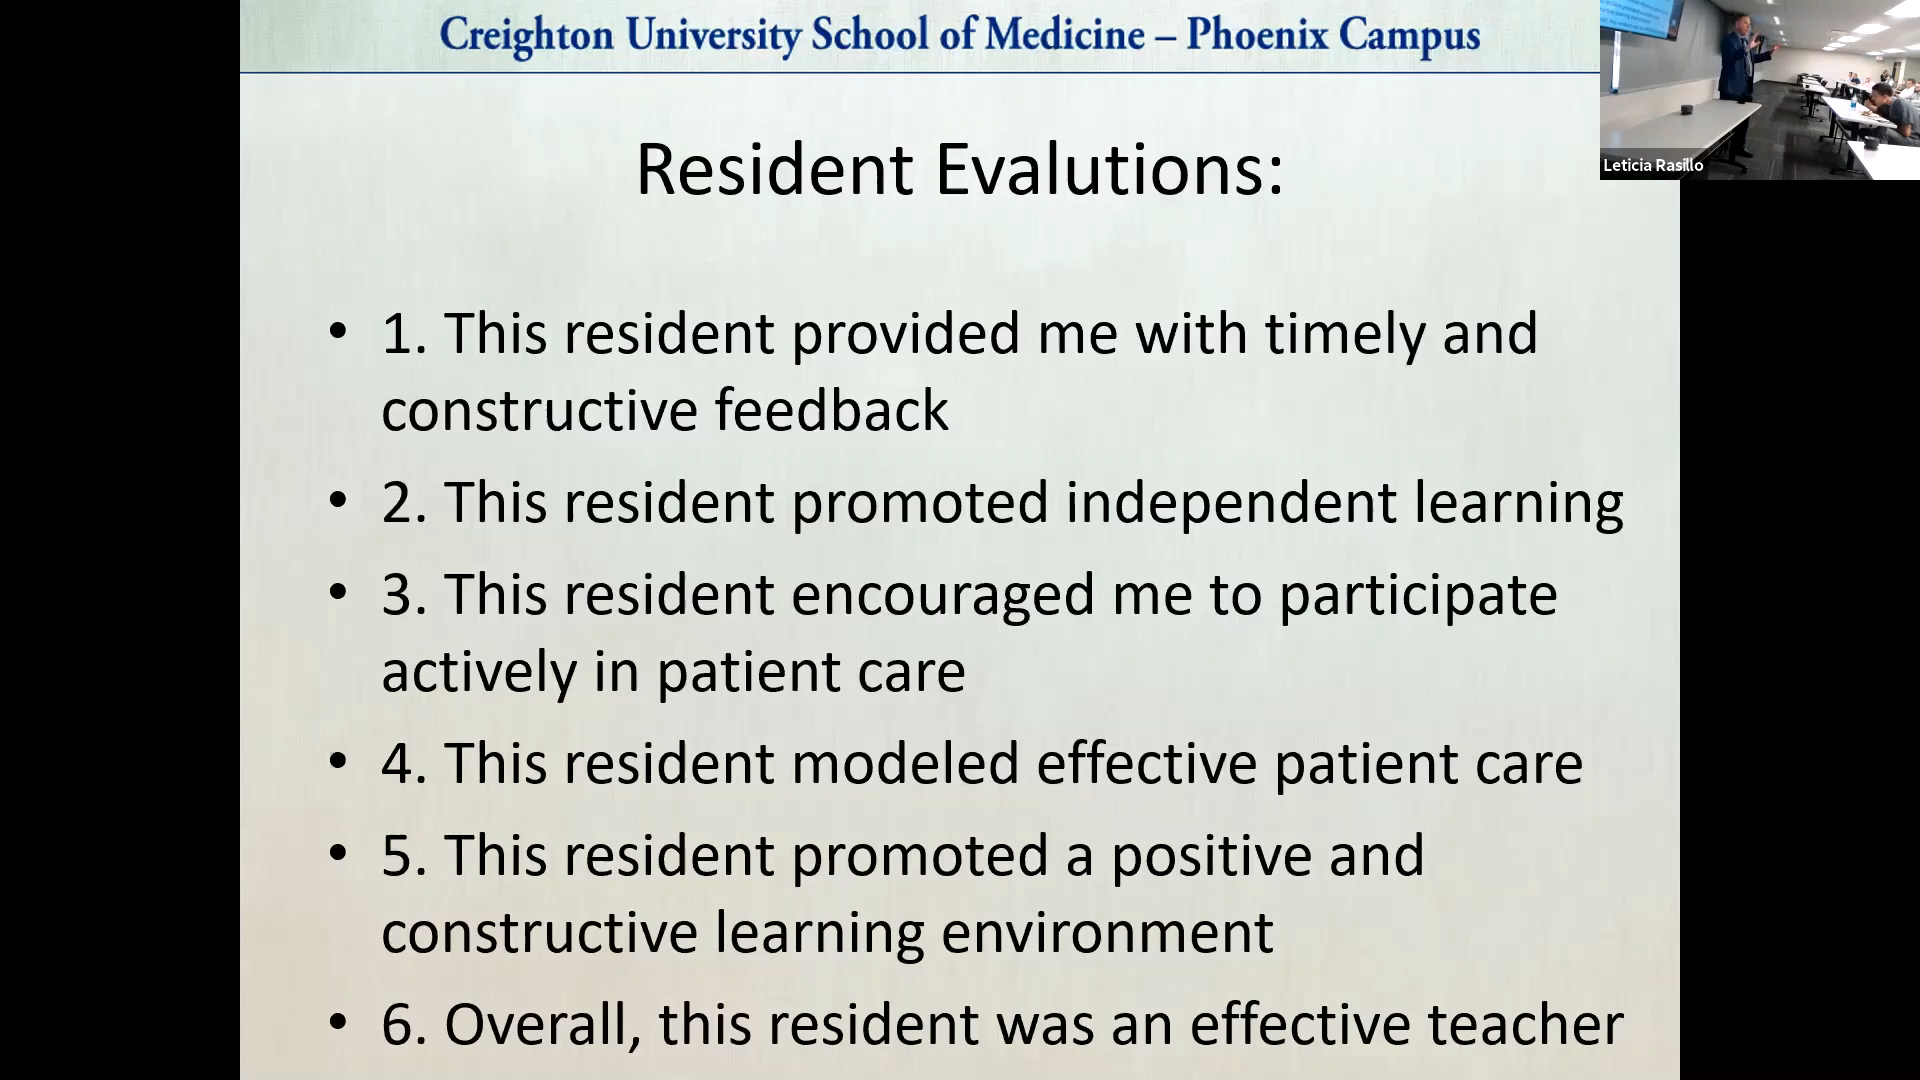 Creighton University School of Medicine – Phoenix Campus
Leticia Rasillo
Resident Evalutions:
• 1. This resident provided me with timely and
constructive feedback
• 2. This resident promoted independent learning
• 3. This resident encouraged me to participate
actively in patient care
• 4. This resident modeled effective patient care
• 5. This resident promoted a positive and
constructive learning environment
• 6. Overall, this resident was an effective teacher